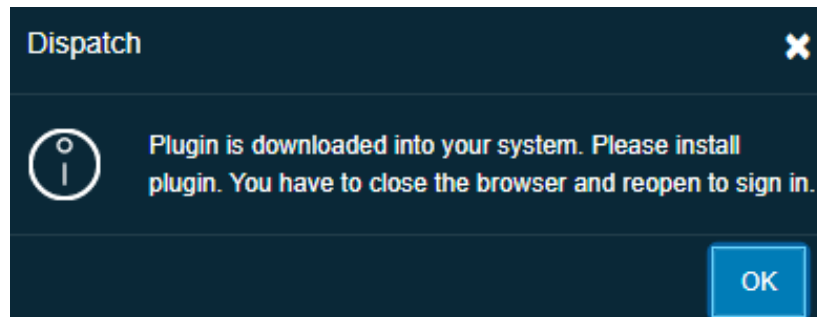 Dispatch
Plugin is downloaded into your system. Please install
plugin. You have to close the browser and reopen to sign in.
OK